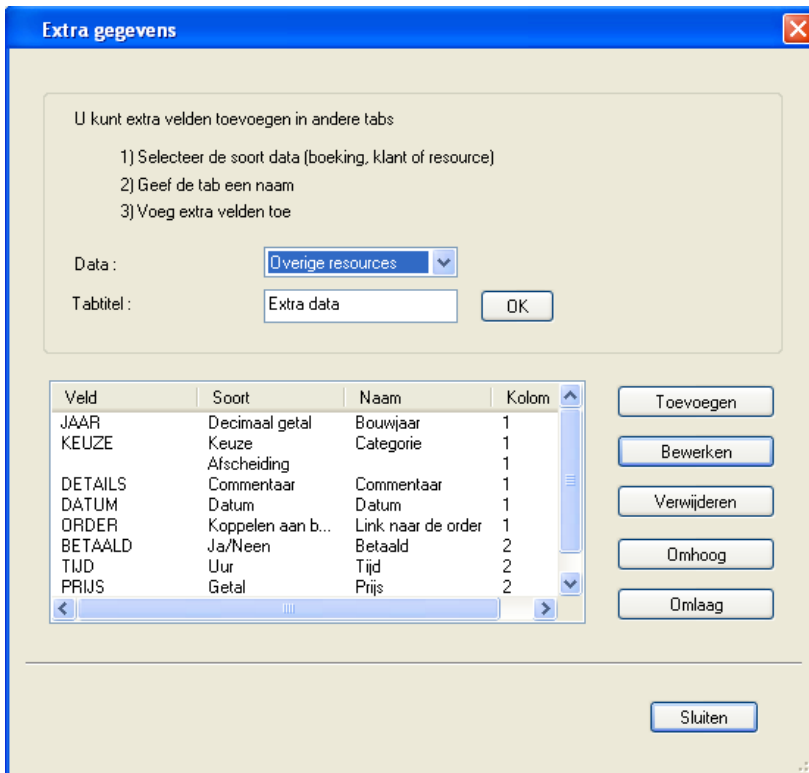 Extra gegevens
U kunt extra velden toevoegen in andere tabs
1) Selecteer de soort data (boeking, klant of resource)
2) Geef de tab een naam
3) Voeg extra velden toe
Data : Overige resources
Tabtitel : Extra data OK
Veld Soort Naam Kolom
JAAR Decimaal getal Bouwjaar 1
KEUZE Keuze Categorie 1
Afscheiding 1
DETAILS Commentaar Commentaar 1
DATUM Datum Datum 1
ORDER Koppelen aan b... Link naar de order 1
BETAALD Ja/Neen Betaald 2
TIJD Uur Tijd 2
PRIJS Getal Prijs 2
Toevoegen
Bewerken
Verwijderen
Omhoog
Omlaag
Sluiten